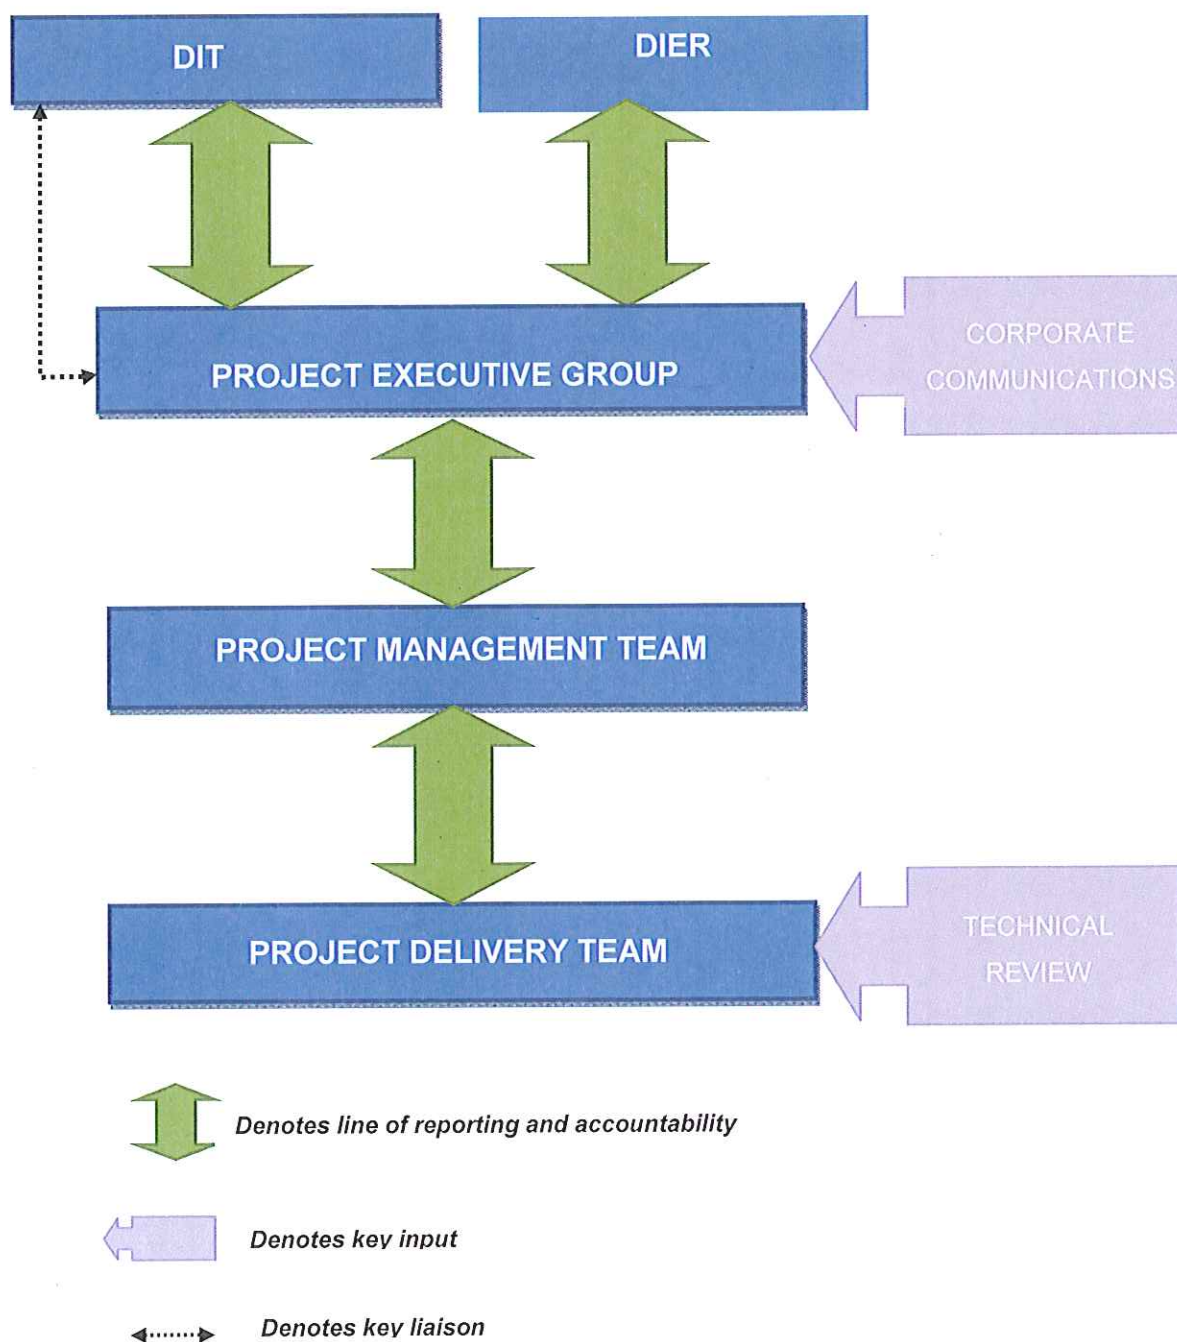 DIT
DIER
PROJECT EXECUTIVE GROUP
CORPORATE
COMMUNICATIONS
PROJECT MANAGEMENT TEAM
PROJECT DELIVERY TEAM
TECHNICAL
REVIEW
Denotes line of reporting and accountability
Denotes key input
Denotes key liaison